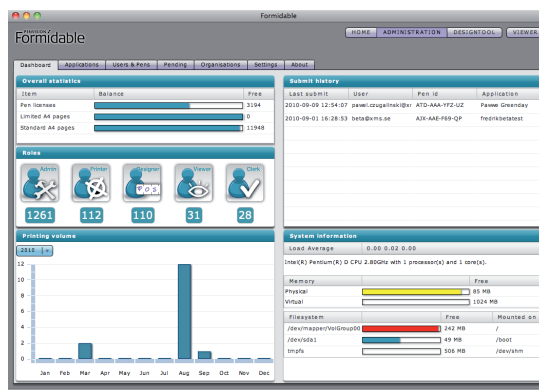 Formidable
PENVISION
Formidable
HOME ADMINISTRATION DESIGNTOOL VIEWER
Dashboard Applications Users & Pens Pending Organisations Settings About
Overall statistics
Item Balance Free
Pen licenses 3194
Limited A4 pages 0
Standard A4 pages 11948
Roles
Admin Printer Designer Viewer Clerk
1261 112 110 31 28
Printing volume
2010
12
10
8
6
4
2
0
Jan Feb Mar Apr May Jun Jul Aug Sep Oct Nov Dec
Submit history
Last submit User Pen id Application
2010-09-09 12:54:07 pawel.czugalinski@xr ATD-AAA-YFZ-UZ Pawwe Greenday
2010-09-01 16:28:53 beta@xms.se AJX-AAE-F69-QP fredrikbetatest
System information
Load Average 0.00 0.02 0.00
Intel(R) Pentium(R) D CPU 2.80GHz with 1 processor(s) and 1 core(s).
Memory Free
Physical 85 MB
Virtual 1024 MB
Filesystem Free Mounted on
/dev/mapper/VolGroup00 242 MB /
/dev/sda1 49 MB /boot
tmpfs 506 MB /dev/shm